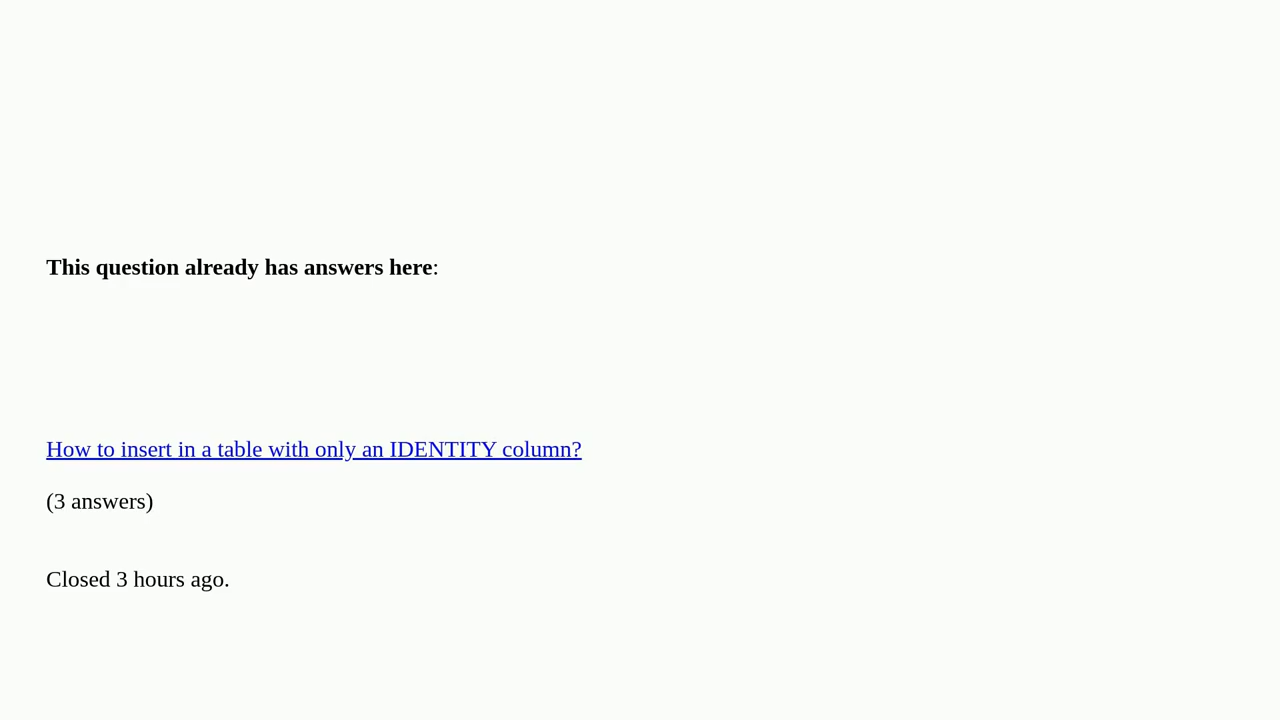 This question already has answers here:
How to insert in a table with only an IDENTITY column?
(3 answers)
Closed 3 hours ago.